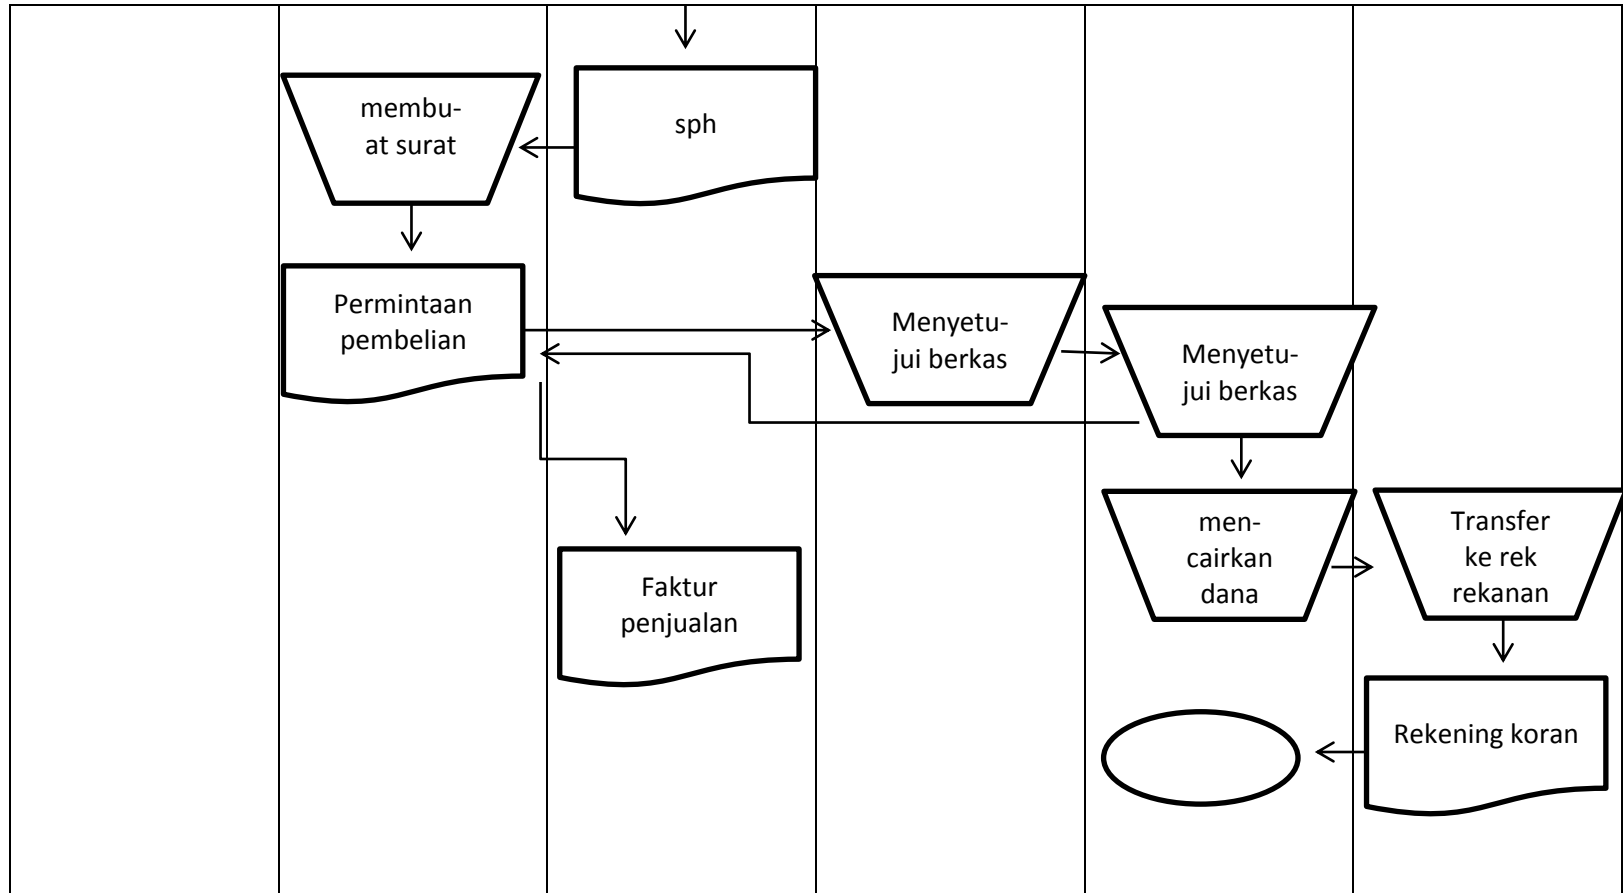 membu-
at surat
sph
Permintaan
pembelian
Menyetu-
jui berkas
Menyetu-
jui berkas
men-
cairkan
dana
Transfer
ke rek
rekanan
Faktur
penjualan
Rekening koran